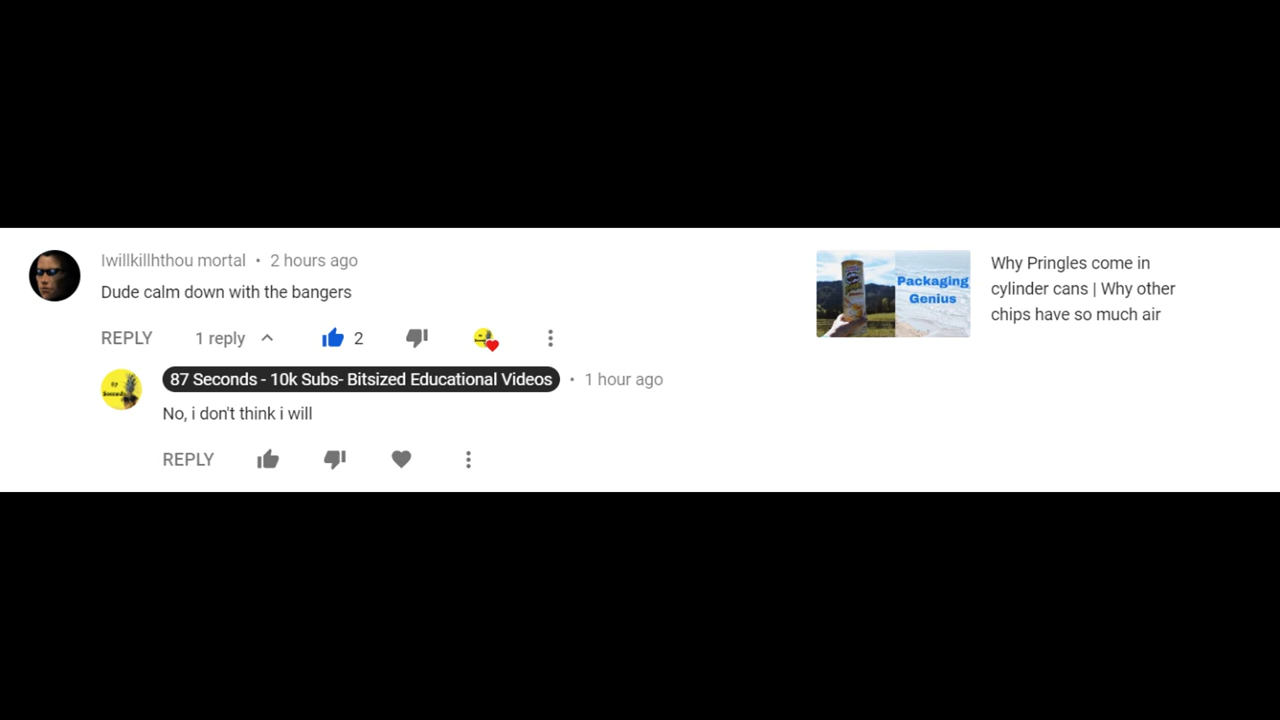 Iwillkillhthou mortal • 2 hours ago
Dude calm down with the bangers
REPLY 1 reply 2
87 Seconds - 10k Subs- Bitsized Educational Videos • 1 hour ago
No, i don't think i will
REPLY
Packaging
Genius
Why Pringles come in
cylinder cans | Why other
chips have so much air